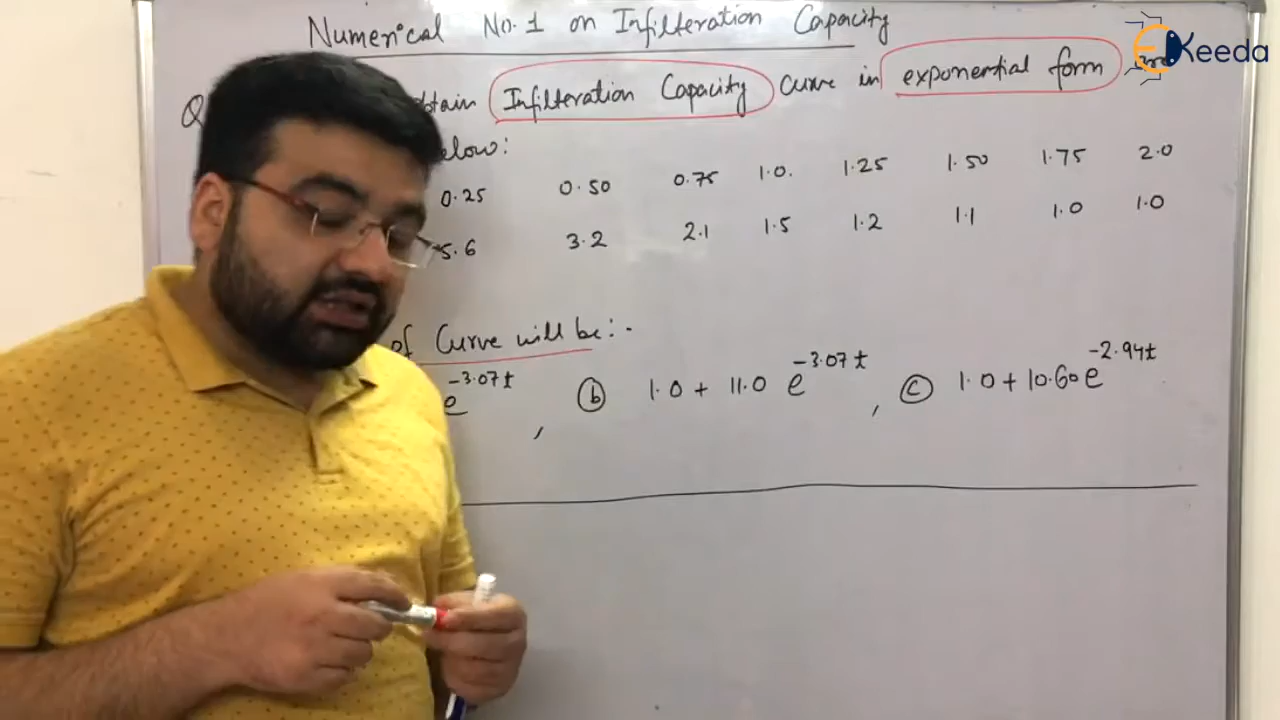 Numerical No. 1 on Infilteration Capacity
Infilteration Capacity Curve in exponential form
0.25 0.50 0.75 1.0. 1.25 1.50 1.75 2.0
5.6 3.2 2.1 1.5 1.2 1.1 1.0 1.0
of Curve will be:-
e^-3.07t , (b) 1.0 + 11.0 e^-3.07t , (c) 1.0 + 10.60 e^-2.94t
EKeeda